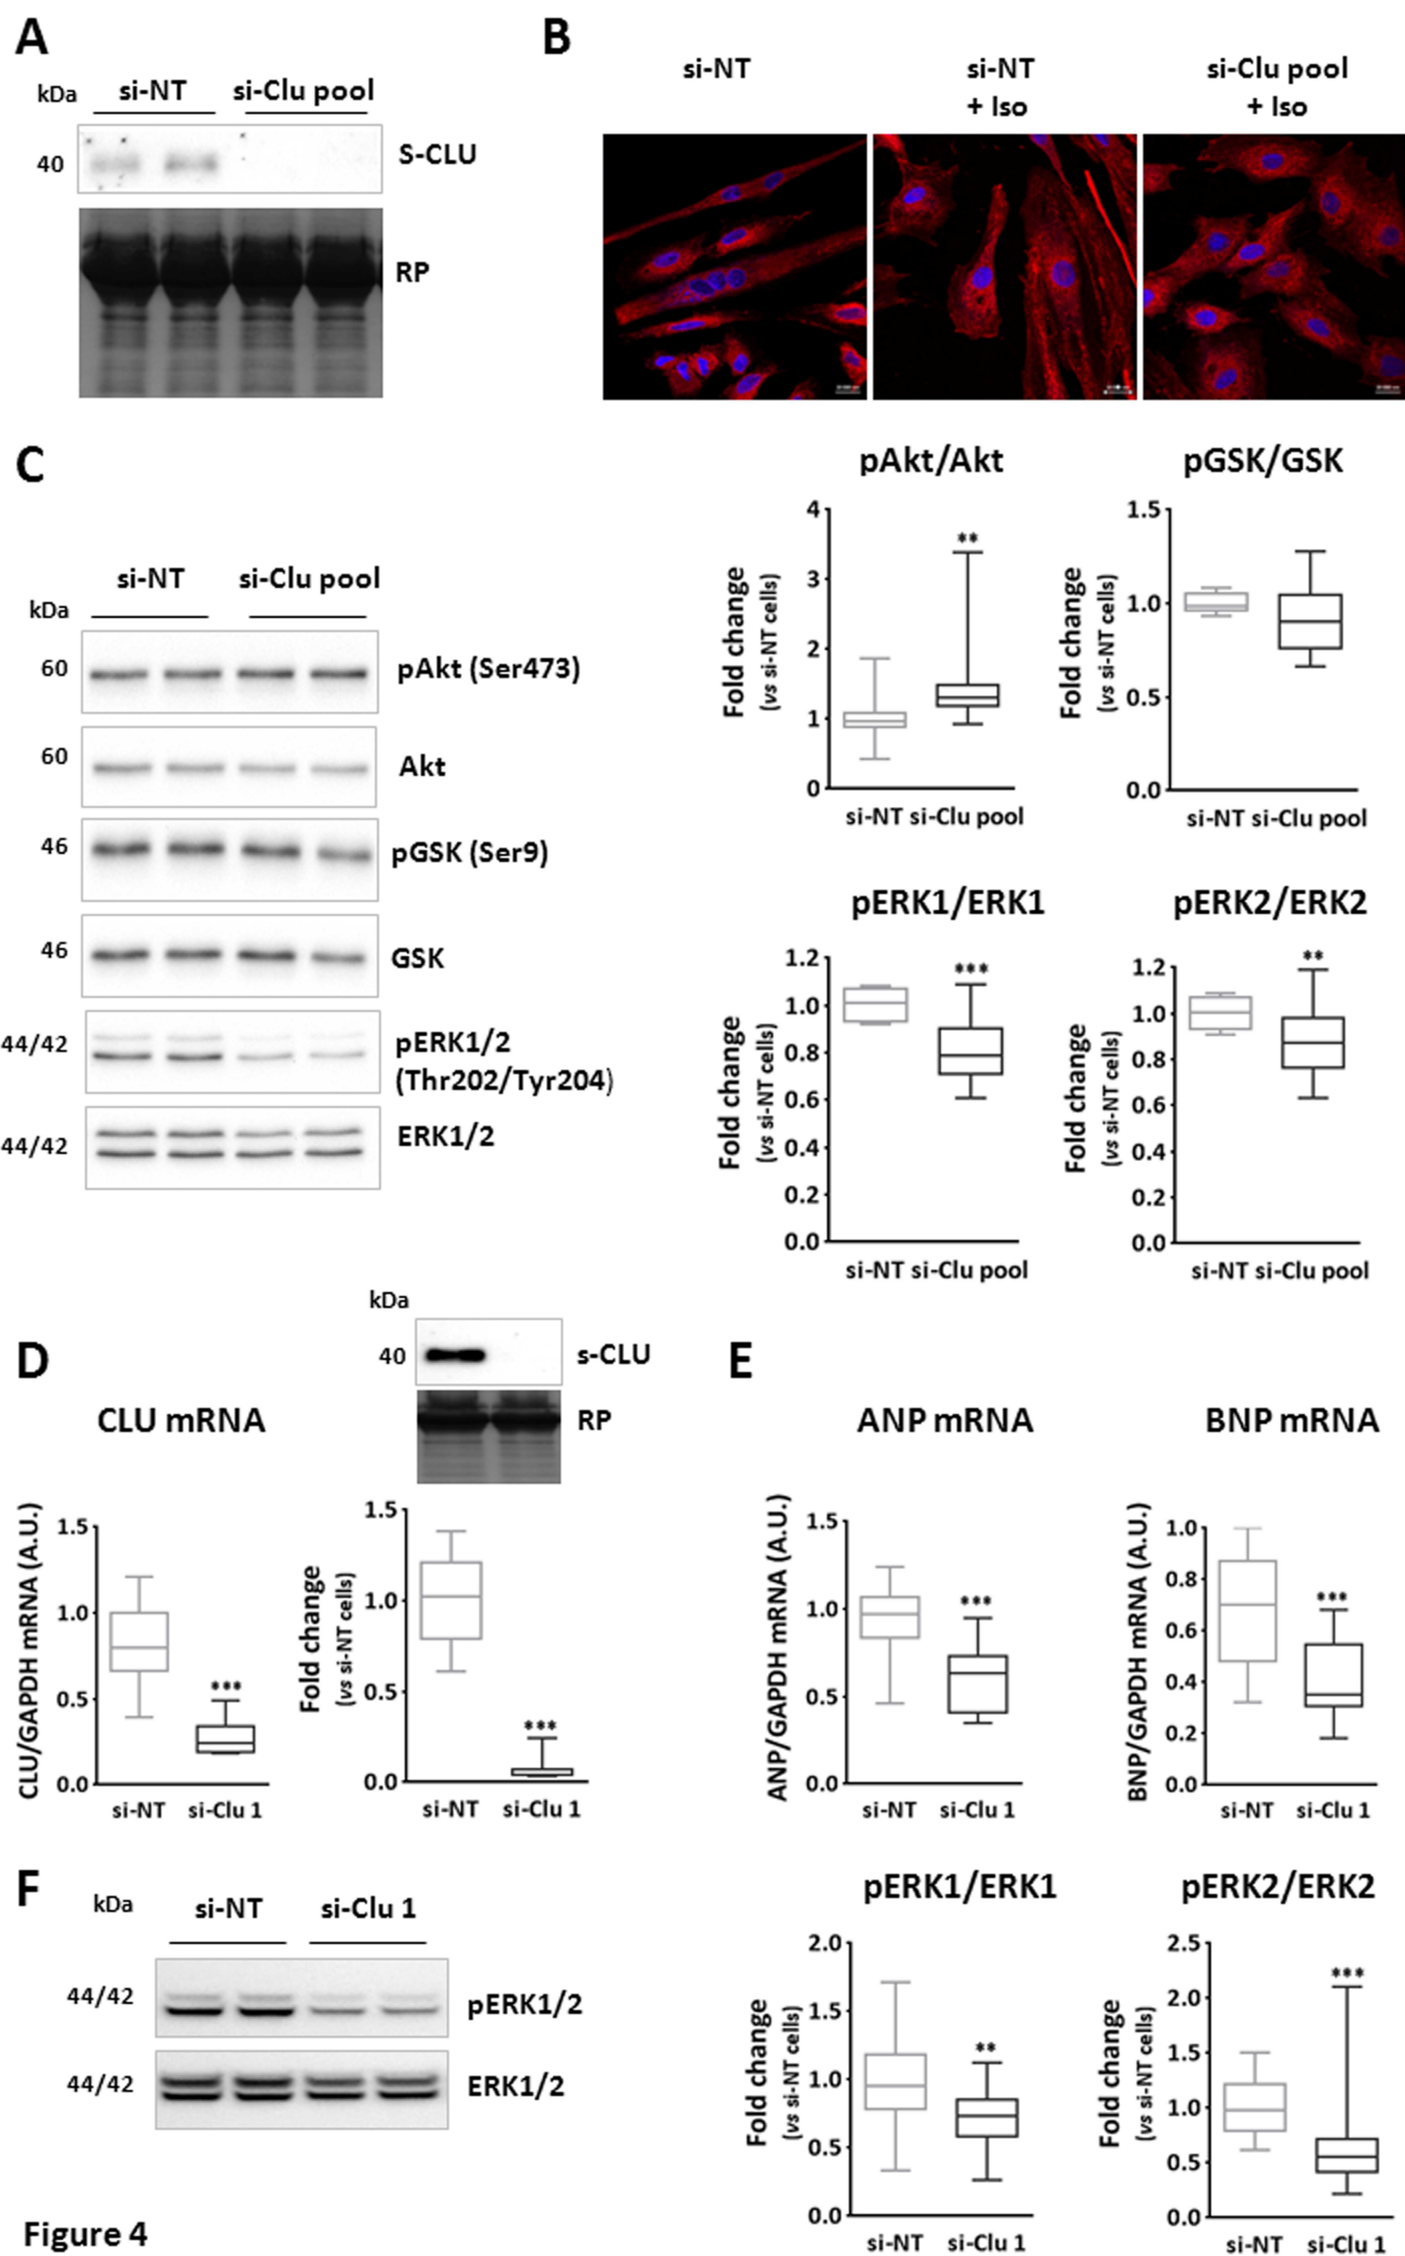 A
kDa
si-NT
si-Clu pool
40
S-CLU
RP
B
si-NT
si-NT
+ Iso
si-Clu pool
+ Iso
C
kDa
si-NT
si-Clu pool
60
pAkt (Ser473)
60
Akt
46
pGSK (Ser9)
46
GSK
44/42
pERK1/2
(Thr202/Tyr204)
44/42
ERK1/2
pAkt/Akt
Fold change
(vs si-NT cells)
4
3
2
1
0
**
si-NT si-Clu pool
pGSK/GSK
Fold change
(vs si-NT cells)
1.5
1.0
0.5
0.0
si-NT si-Clu pool
pERK1/ERK1
Fold change
(vs si-NT cells)
1.2
1.0
0.8
0.6
0.4
0.2
0.0
***
si-NT si-Clu pool
pERK2/ERK2
Fold change
(vs si-NT cells)
1.2
1.0
0.8
0.6
0.4
0.2
0.0
**
si-NT si-Clu pool
D
CLU mRNA
CLU/GAPDH mRNA (A.U.)
1.5
1.0
0.5
0.0
***
si-NT si-Clu 1
kDa
40
s-CLU
RP
Fold change
(vs si-NT cells)
1.5
1.0
0.5
0.0
***
si-NT si-Clu 1
E
ANP mRNA
ANP/GAPDH mRNA (A.U.)
1.5
1.0
0.5
0.0
***
si-NT si-Clu 1
BNP mRNA
BNP/GAPDH mRNA (A.U.)
1.0
0.8
0.6
0.4
0.2
0.0
***
si-NT si-Clu 1
F
kDa
si-NT
si-Clu 1
44/42
pERK1/2
44/42
ERK1/2
pERK1/ERK1
Fold change
(vs si-NT cells)
2.0
1.5
1.0
0.5
0.0
**
si-NT si-Clu 1
pERK2/ERK2
Fold change
(vs si-NT cells)
2.5
2.0
1.5
1.0
0.5
0.0
***
si-NT si-Clu 1
Figure 4